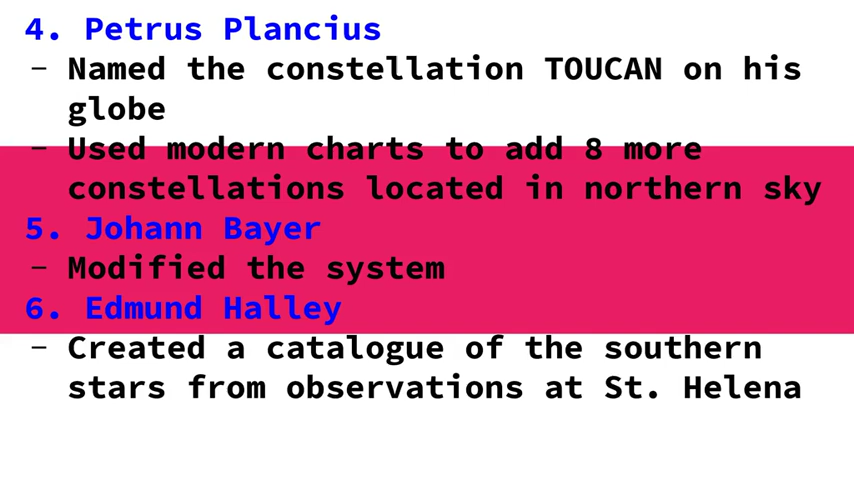 4. Petrus Plancius
– Named the constellation TOUCAN on his
globe
– Used modern charts to add 8 more
constellations located in northern sky
5. Johann Bayer
– Modified the system
6. Edmund Halley
– Created a catalogue of the southern
stars from observations at St. Helena